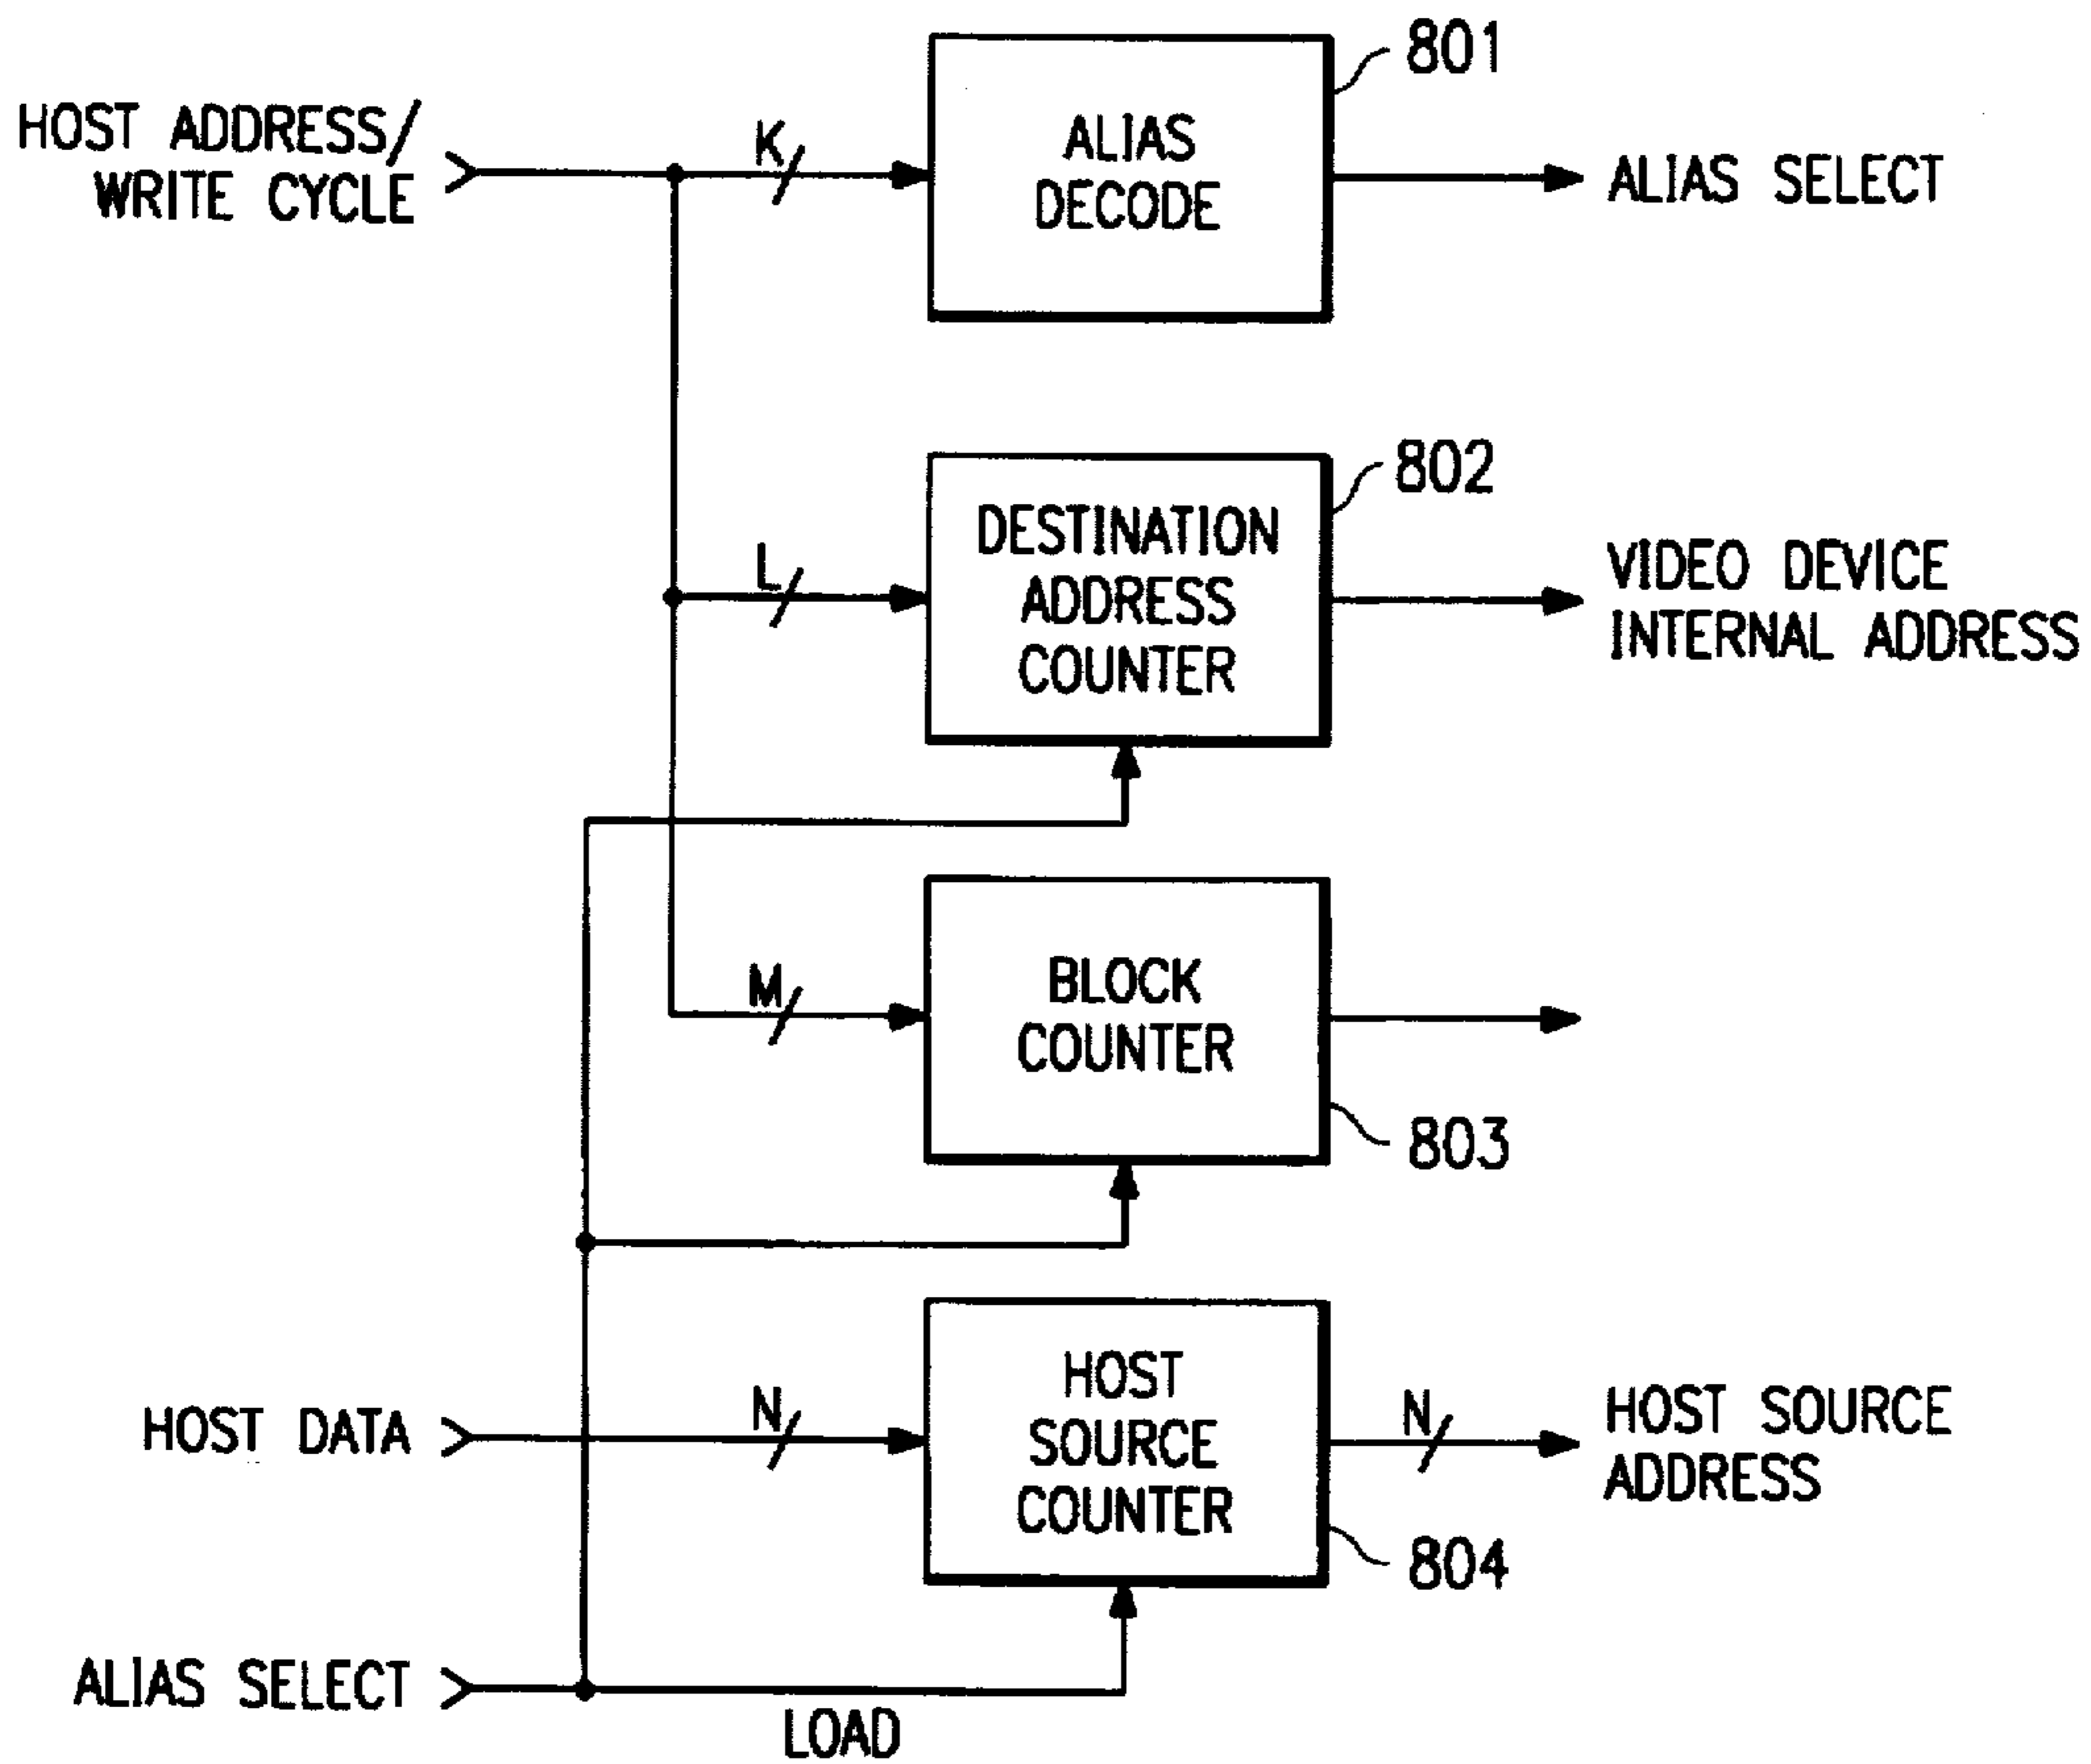 801
HOST ADDRESS/
WRITE CYCLE
K
ALIAS
DECODE
ALIAS SELECT
802
L
DESTINATION
ADDRESS
COUNTER
VIDEO DEVICE
INTERNAL ADDRESS
M
BLOCK
COUNTER
803
HOST DATA
N
HOST
SOURCE
COUNTER
N
HOST SOURCE
ADDRESS
804
ALIAS SELECT
LOAD